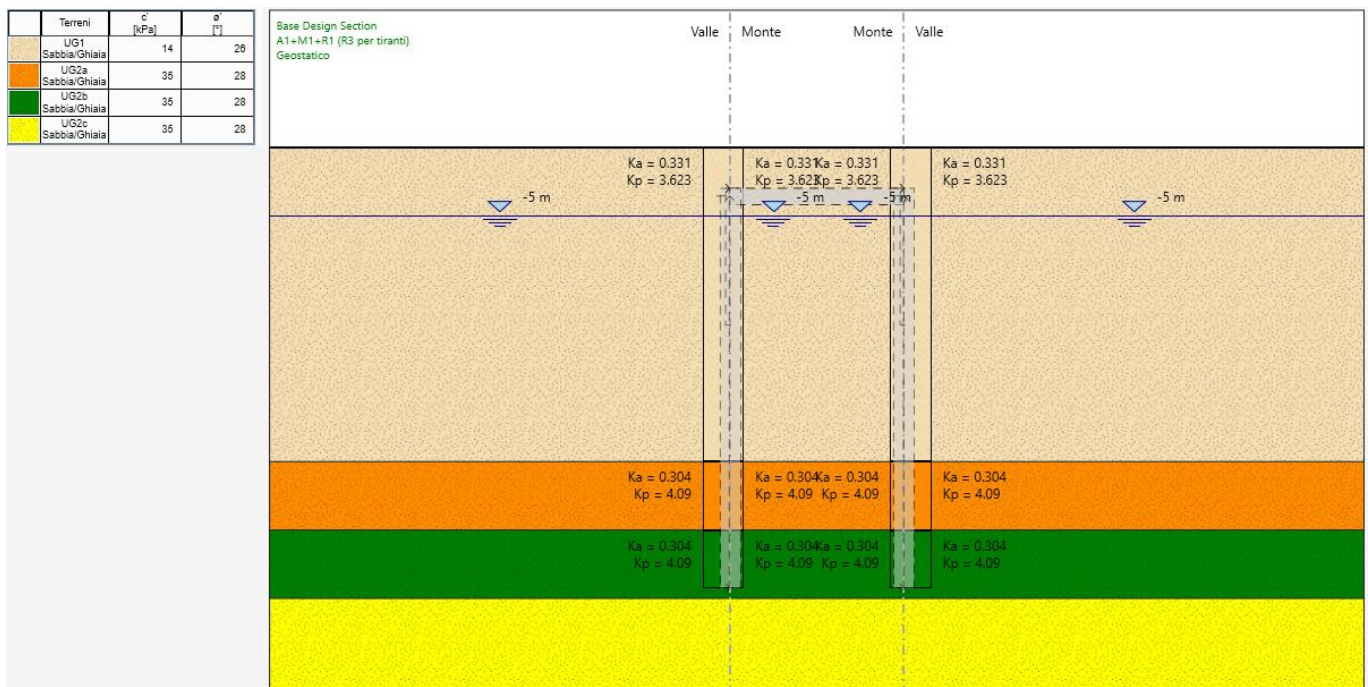 Terreni c' ø'
[kPa] [°]
UG1
Sabbia/Ghiaia 14 26
UG2a
Sabbia/Ghiaia 35 28
UG2b
Sabbia/Ghiaia 35 28
UG2c
Sabbia/Ghiaia 35 28
Base Design Section
A1+M1+R1 (R3 per tiranti)
Geostatico
Valle Monte Monte Valle
Ka = 0.331 Ka = 0.331 Ka = 0.331 Ka = 0.331
Kp = 3.623 Kp = 3.623 Kp = 3.623 Kp = 3.623
-5 m -5 m -5 m -5 m
Ka = 0.304 Ka = 0.304 Ka = 0.304 Ka = 0.304
Kp = 4.09 Kp = 4.09 Kp = 4.09 Kp = 4.09
Ka = 0.304 Ka = 0.304 Ka = 0.304 Ka = 0.304
Kp = 4.09 Kp = 4.09 Kp = 4.09 Kp = 4.09